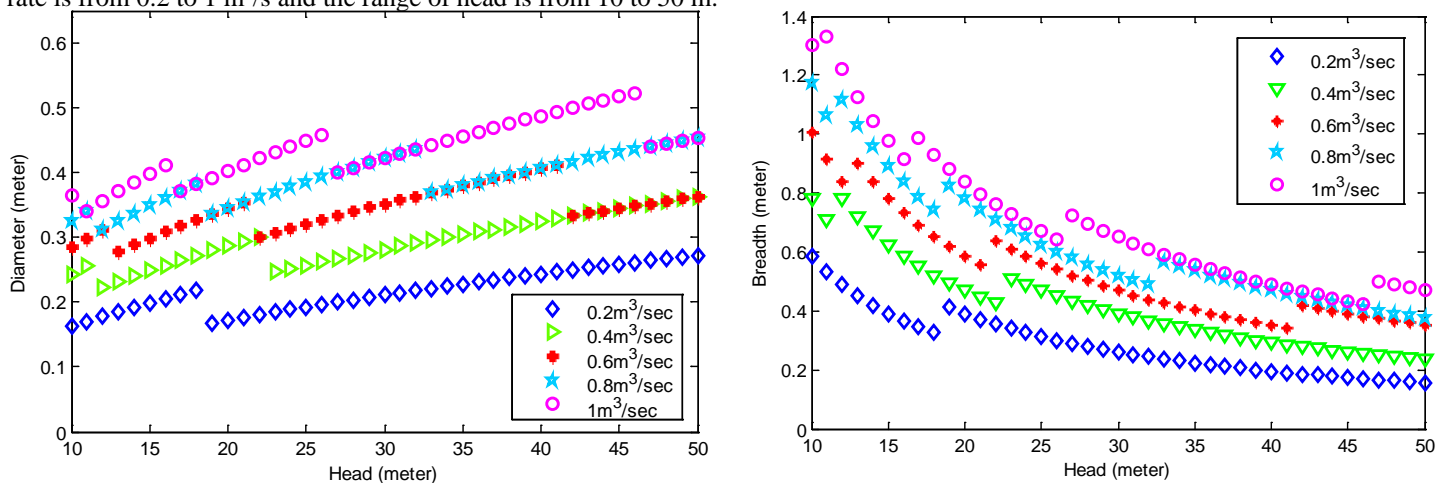 rate is from 0.2 to 1 m /s and the range of head is from 10 to 50 m.
0.6
0.5
0.4
0.3
0.2
0.1
0
Diameter (meter)
10 15 20 25 30 35 40 45 50
Head (meter)
0.2m³/sec
0.4m³/sec
0.6m³/sec
0.8m³/sec
1m³/sec
1.4
1.2
1
0.8
0.6
0.4
0.2
0
Breadth (meter)
10 15 20 25 30 35 40 45 50
Head (meter)
0.2m³/sec
0.4m³/sec
0.6m³/sec
0.8m³/sec
1m³/sec